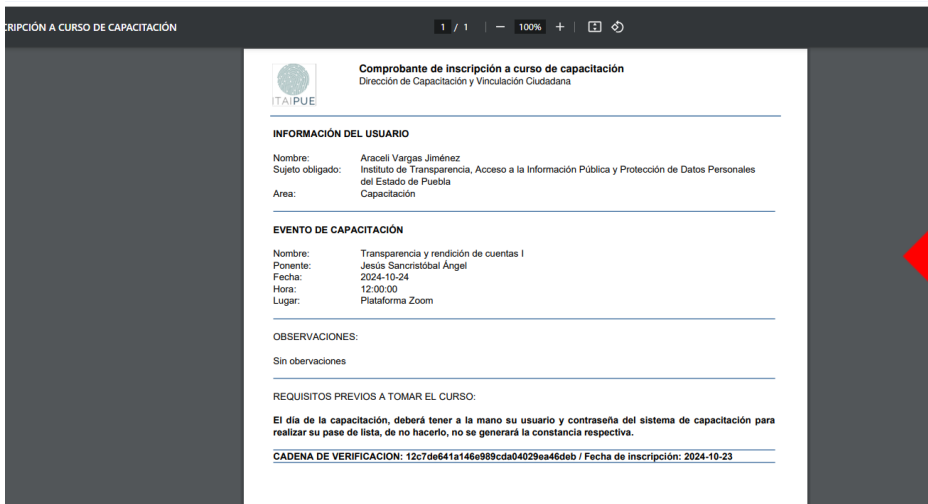 CRIPCIÓN A CURSO DE CAPACITACIÓN
1 / 1 | − 100% + |
Comprobante de inscripción a curso de capacitación
Dirección de Capacitación y Vinculación Ciudadana
ITAIPUE
INFORMACIÓN DEL USUARIO
Nombre: Araceli Vargas Jiménez
Sujeto obligado: Instituto de Transparencia, Acceso a la Información Pública y Protección de Datos Personales
del Estado de Puebla
Area: Capacitación
EVENTO DE CAPACITACIÓN
Nombre: Transparencia y rendición de cuentas I
Ponente: Jesús Sancristóbal Ángel
Fecha: 2024-10-24
Hora: 12:00:00
Lugar: Plataforma Zoom
OBSERVACIONES:
Sin obervaciones
REQUISITOS PREVIOS A TOMAR EL CURSO:
El día de la capacitación, deberá tener a la mano su usuario y contraseña del sistema de capacitación para
realizar su pase de lista, de no hacerlo, no se generará la constancia respectiva.
CADENA DE VERIFICACION: 12c7de641a146e989cda04029ea46deb / Fecha de inscripción: 2024-10-23